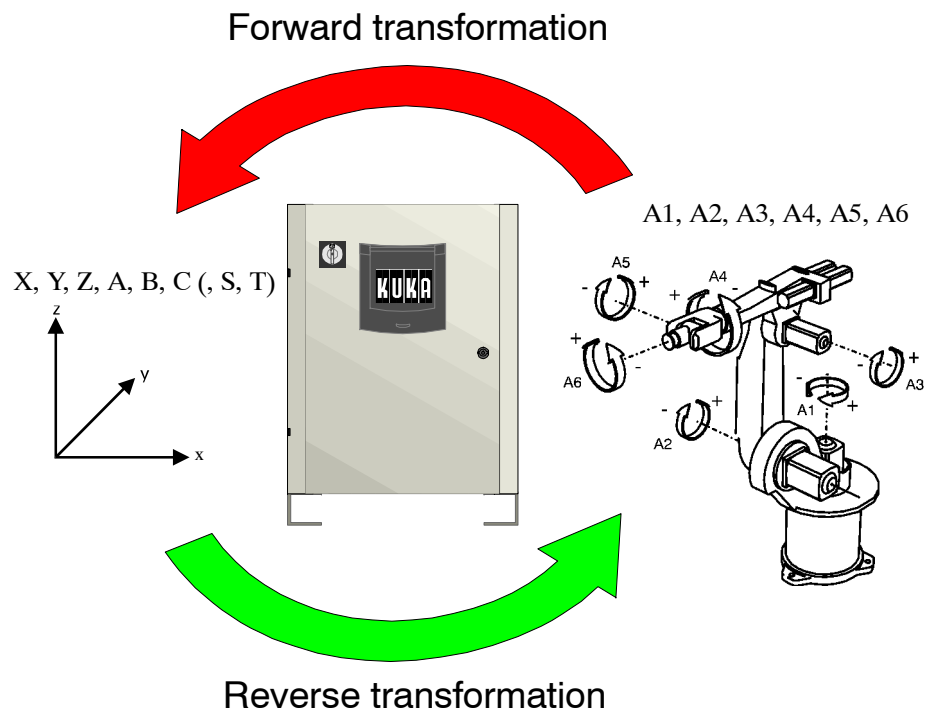 Forward transformation
A1, A2, A3, A4, A5, A6
X, Y, Z, A, B, C (, S, T)
z
y
x
KUKA
A5
- +
A4
+ -
+
-
A6
- +
A3
- +
A1
- +
A2
Reverse transformation